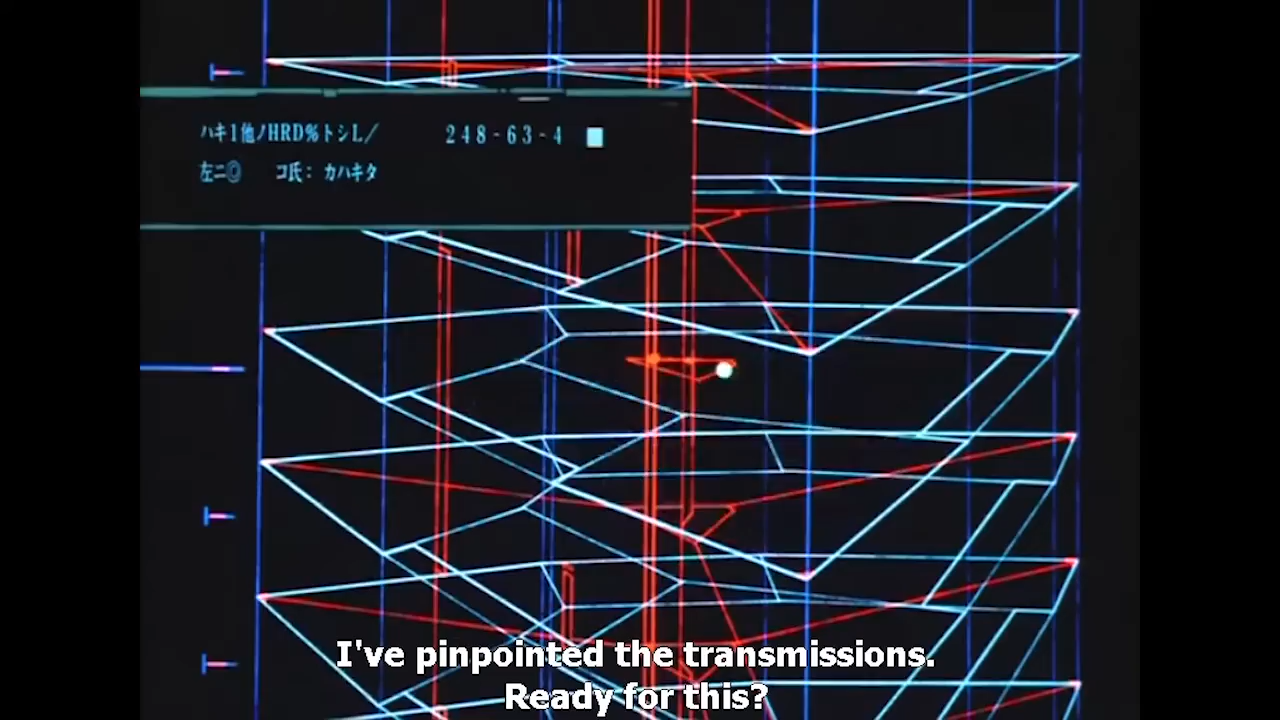 ハキ1他ノHRD%トシL/ 248-63-4
左ニ◎ コ氏: カハキタ
I've pinpointed the transmissions.
Ready for this?